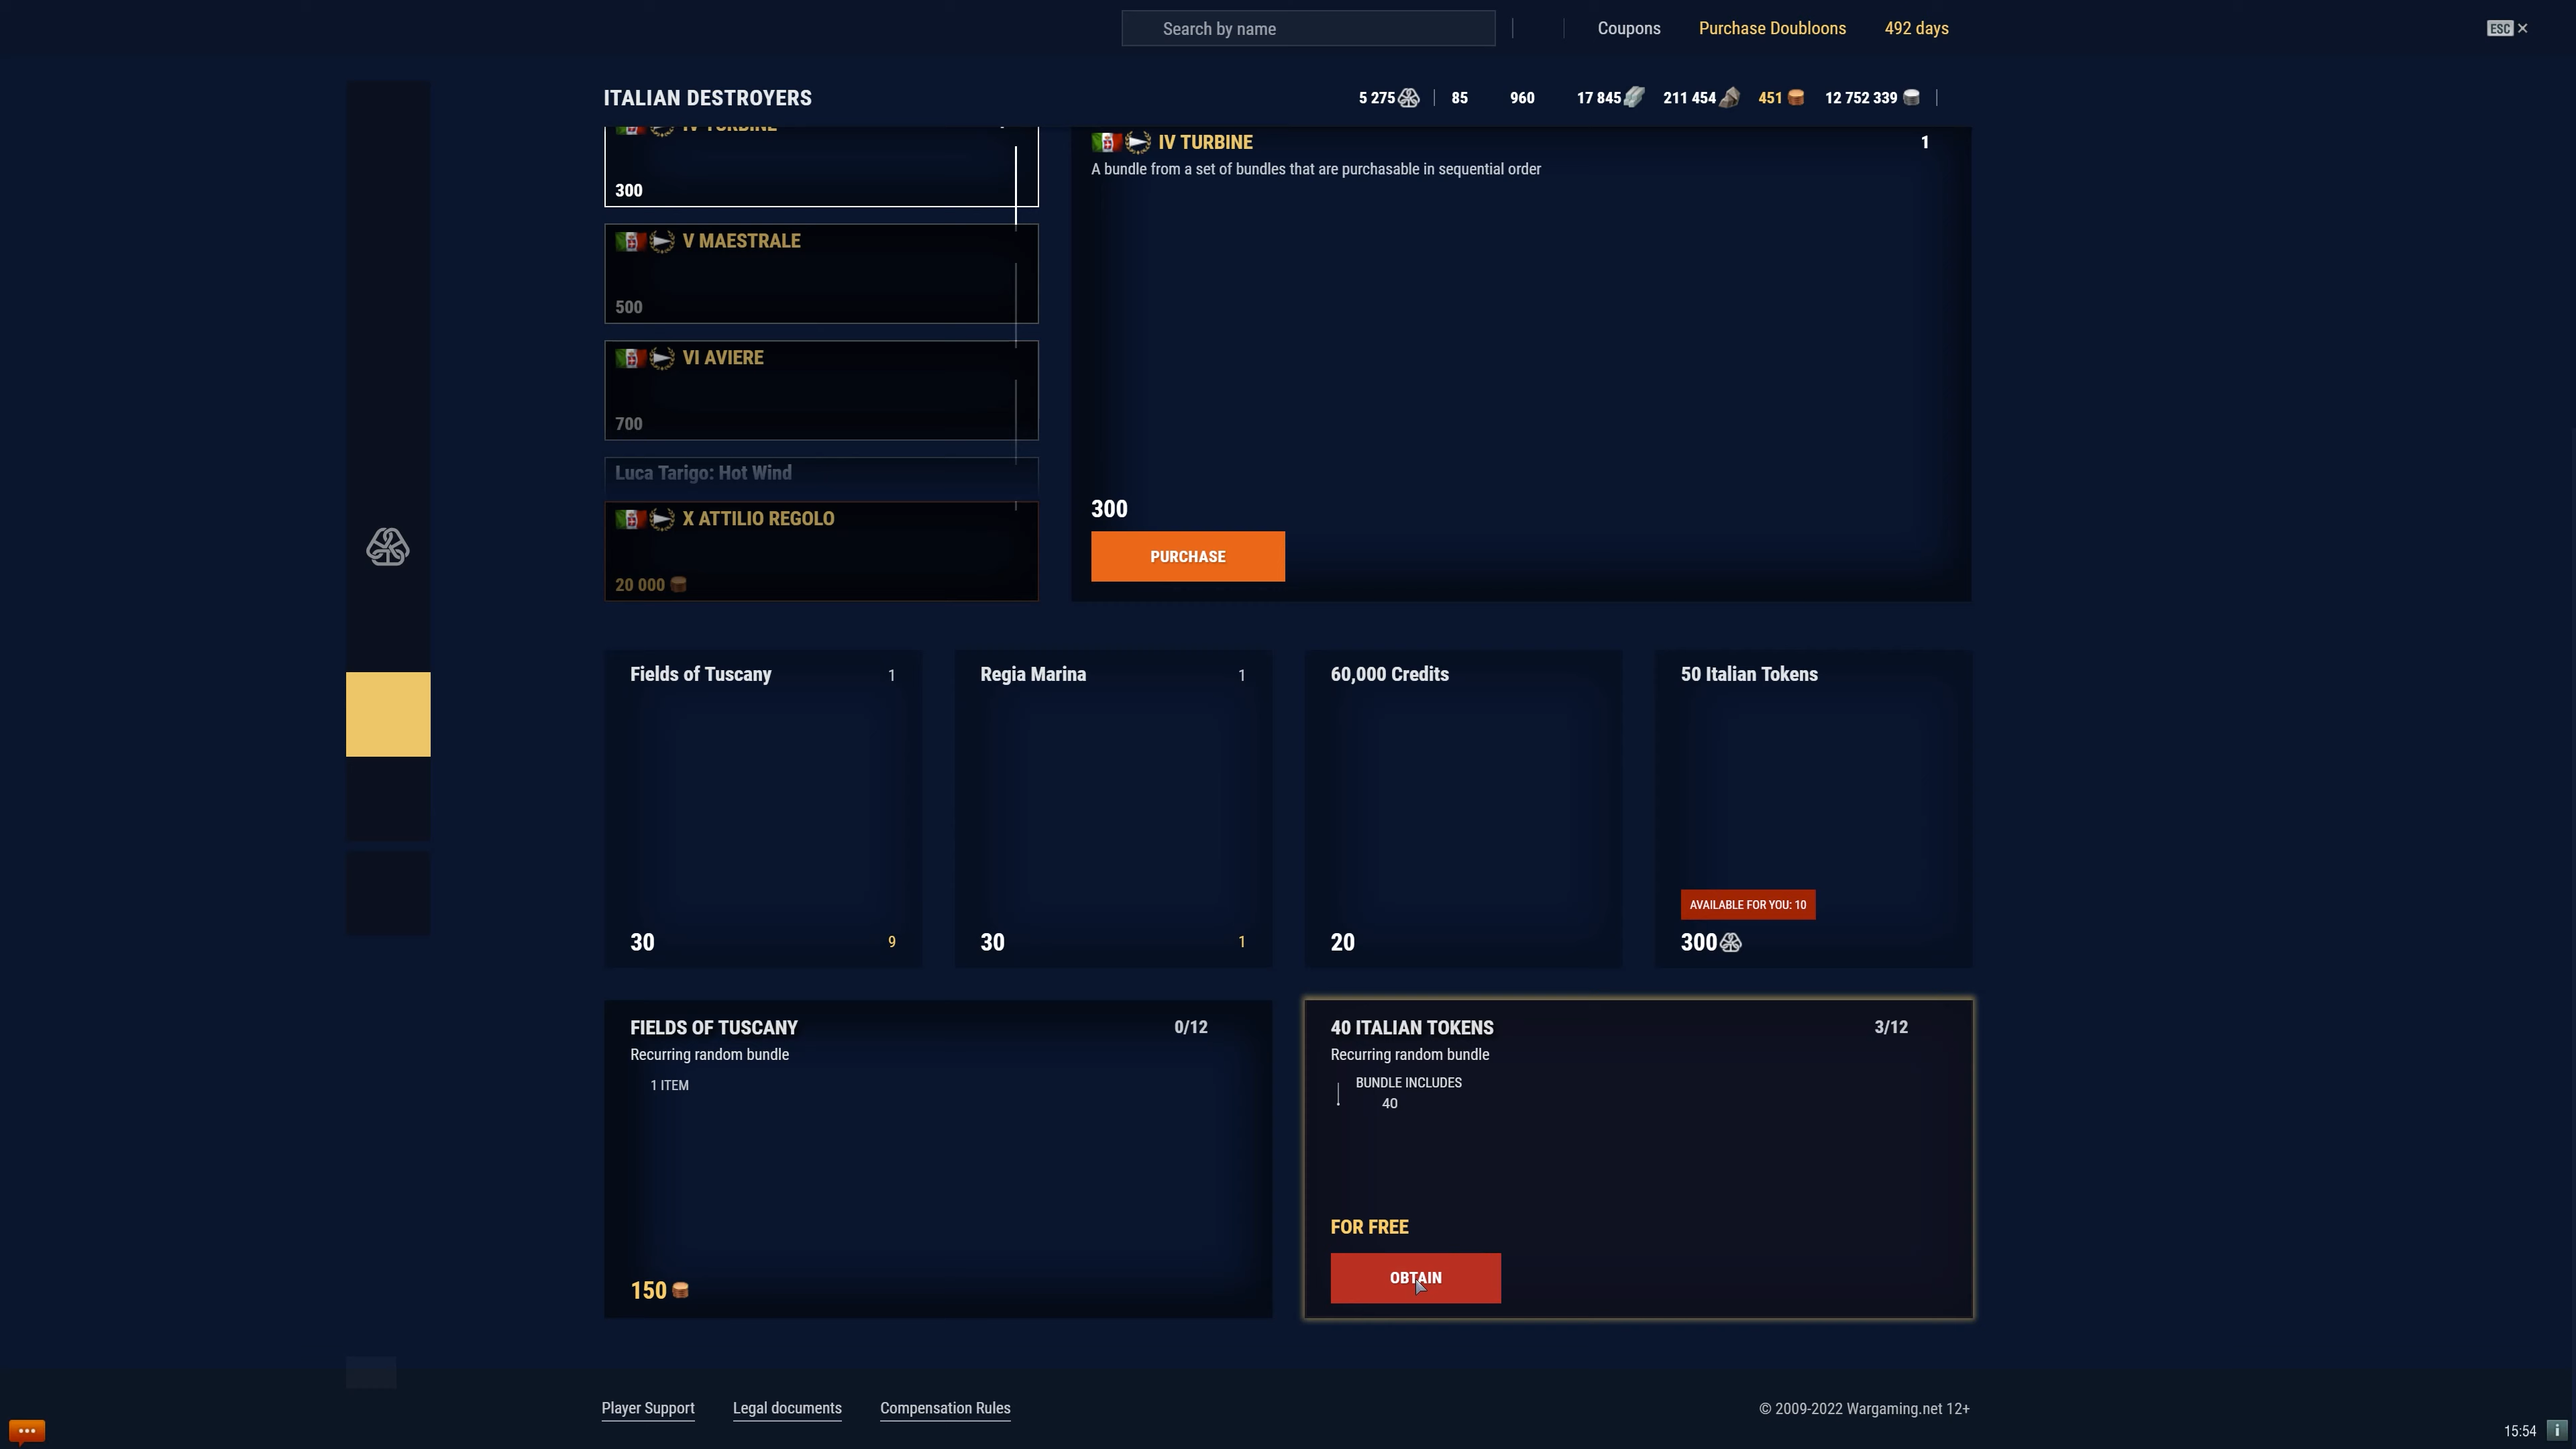 Search by name
Coupons
Purchase Doubloons
492 days
ESC
ITALIAN DESTROYERS
5 275
85
960
17 845
211 454
451
12 752 339
IV TURBINE
300
V MAESTRALE
500
VI AVIERE
700
Luca Tarigo: Hot Wind
X ATTILIO REGOLO
20 000
IV TURBINE
1
A bundle from a set of bundles that are purchasable in sequential order
300
PURCHASE
Fields of Tuscany
1
30
9
Regia Marina
1
30
1
60,000 Credits
20
50 Italian Tokens
AVAILABLE FOR YOU: 10
300
FIELDS OF TUSCANY
0/12
Recurring random bundle
1 ITEM
150
40 ITALIAN TOKENS
3/12
Recurring random bundle
BUNDLE INCLUDES
40
FOR FREE
OBTAIN
Player Support
Legal documents
Compensation Rules
© 2009-2022 Wargaming.net 12+
15:54